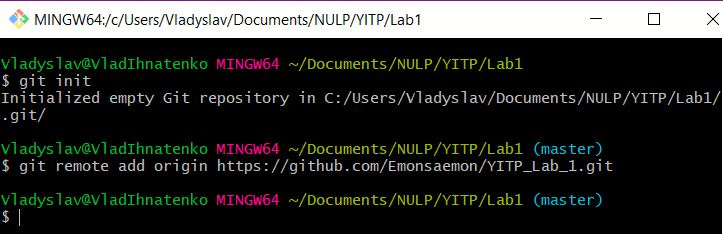 MINGW64:/c/Users/Vladyslav/Documents/NULP/YITP/Lab1
Vladyslav@VladIhnatenko MINGW64 ~/Documents/NULP/YITP/Lab1
$ git init
Initialized empty Git repository in C:/Users/Vladyslav/Documents/NULP/YITP/Lab1/
.git/
Vladyslav@VladIhnatenko MINGW64 ~/Documents/NULP/YITP/Lab1 (master)
$ git remote add origin https://github.com/Emonsaemon/YITP_Lab_1.git
Vladyslav@VladIhnatenko MINGW64 ~/Documents/NULP/YITP/Lab1 (master)
$